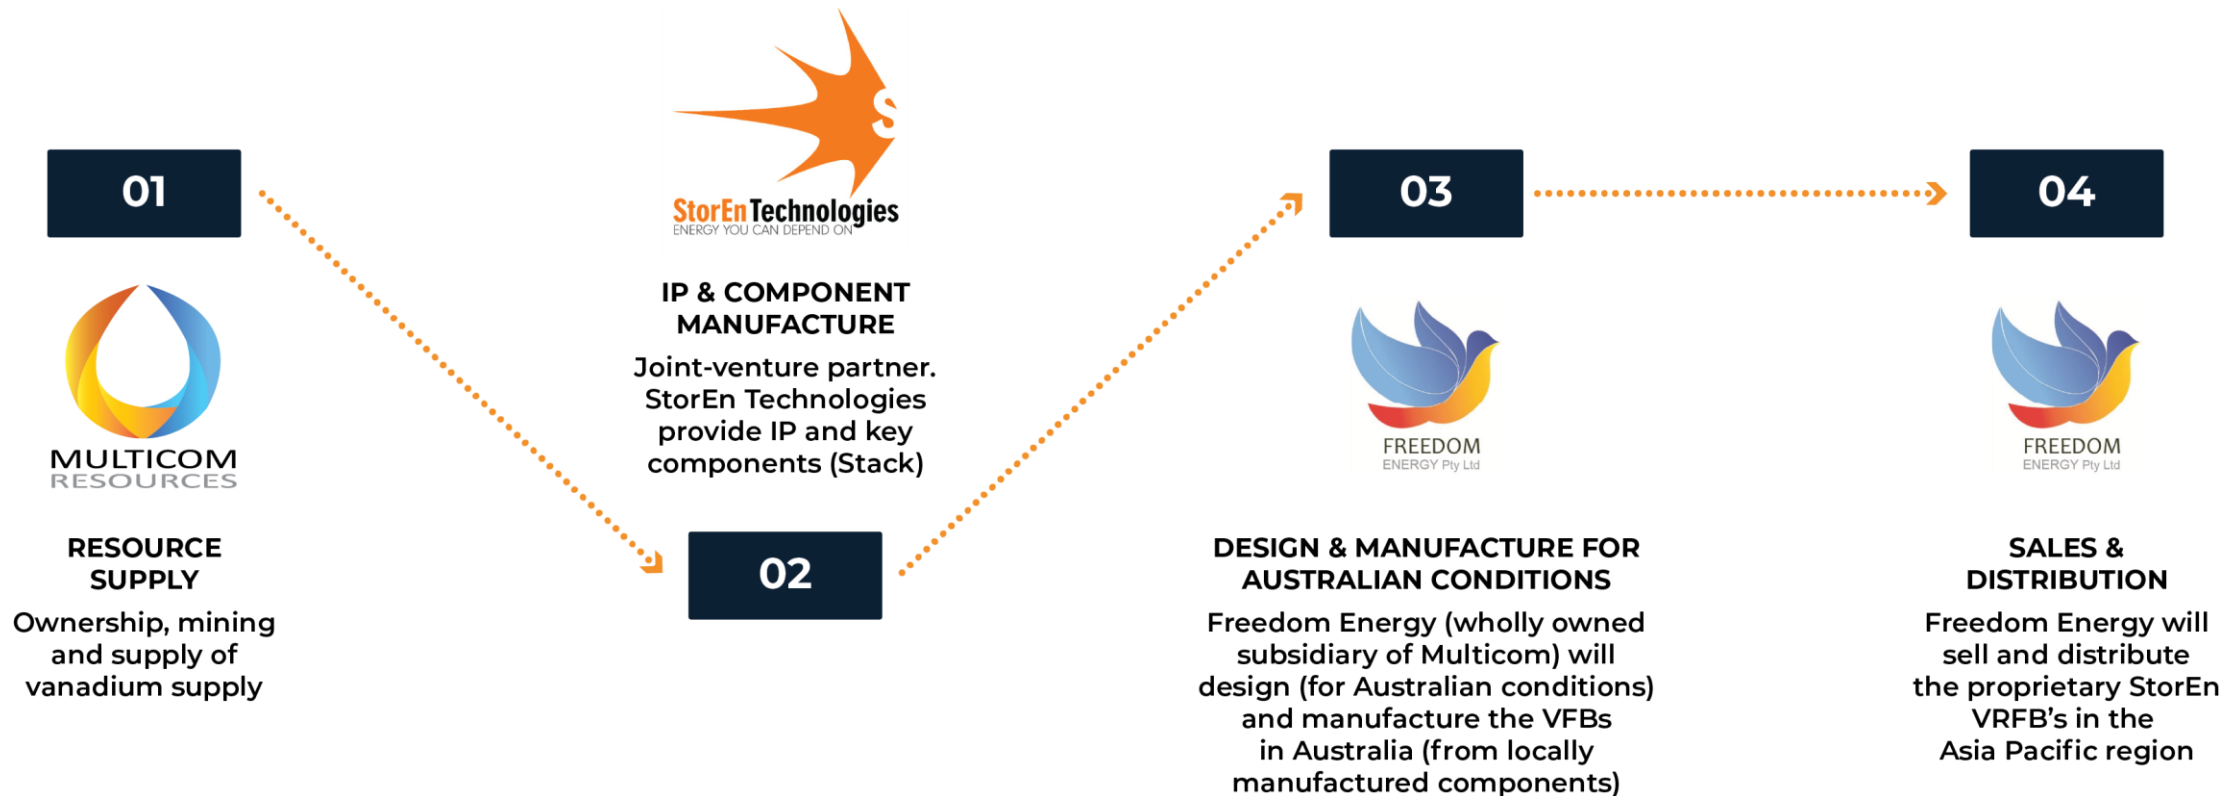 01
MULTICOM
RESOURCES
RESOURCE
SUPPLY
Ownership, mining
and supply of
vanadium supply
S
StorEn Technologies
ENERGY YOU CAN DEPEND ON
IP & COMPONENT
MANUFACTURE
Joint-venture partner.
StorEn Technologies
provide IP and key
components (Stack)
02
03
FREEDOM
ENERGY Pty Ltd
DESIGN & MANUFACTURE FOR
AUSTRALIAN CONDITIONS
Freedom Energy (wholly owned
subsidiary of Multicom) will
design (for Australian conditions)
and manufacture the VFBs
in Australia (from locally
manufactured components)
04
FREEDOM
ENERGY Pty Ltd
SALES &
DISTRIBUTION
Freedom Energy will
sell and distribute
the proprietary StorEn
VRFB's in the
Asia Pacific region